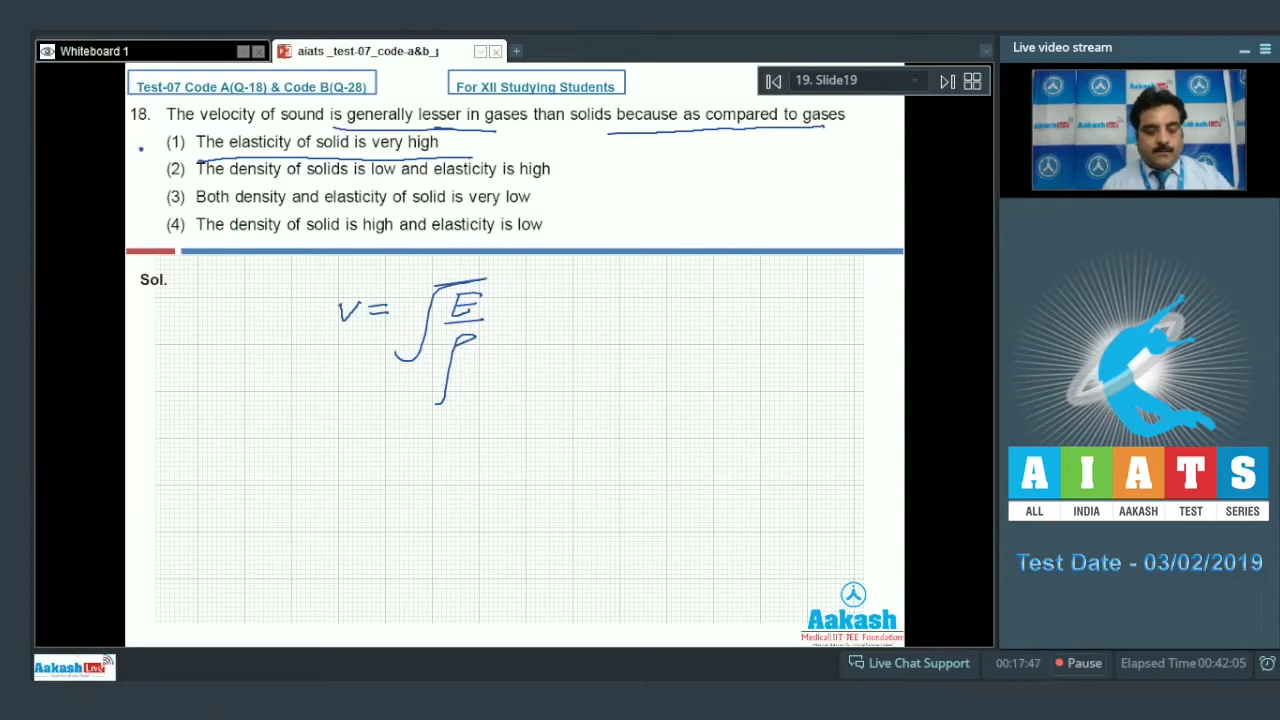 Whiteboard 1
aiats _test-07_code-a&b_p
Live video stream
Test-07 Code A(Q-18) & Code B(Q-28)
For XII Studying Students
19. Slide19
18. The velocity of sound is generally lesser in gases than solids because as compared to gases
(1) The elasticity of solid is very high
(2) The density of solids is low and elasticity is high
(3) Both density and elasticity of solid is very low
(4) The density of solid is high and elasticity is low
Sol.
v = √E/ρ
A I A T S
ALL INDIA AAKASH TEST SERIES
Test Date - 03/02/2019
Aakash
Medical|IIT-JEE|Foundations
Aakash Live
Live Chat Support
00:17:47
Pause
Elapsed Time 00:42:05